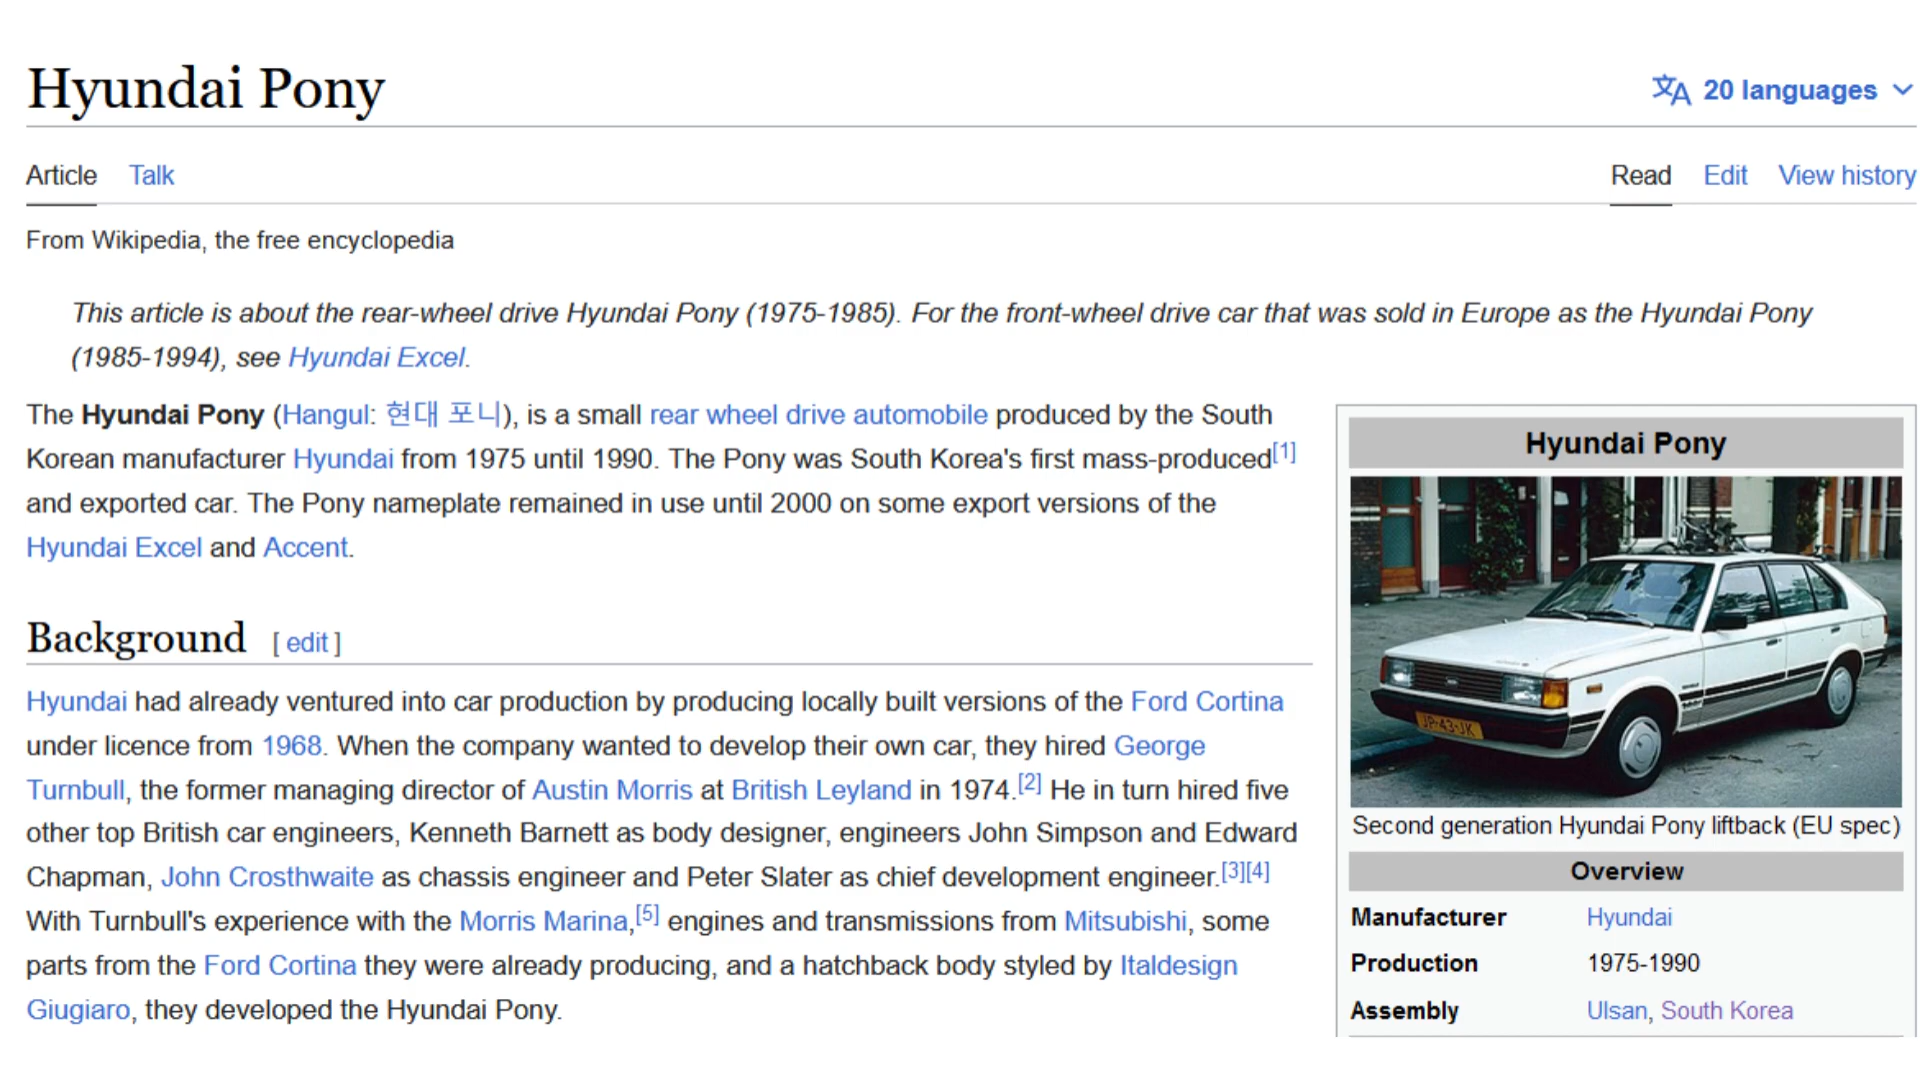 Hyundai Pony
20 languages
Article Talk
Read Edit View history
From Wikipedia, the free encyclopedia
This article is about the rear-wheel drive Hyundai Pony (1975-1985). For the front-wheel drive car that was sold in Europe as the Hyundai Pony
(1985-1994), see Hyundai Excel.
The Hyundai Pony (Hangul: 현대 포니), is a small rear wheel drive automobile produced by the South
Korean manufacturer Hyundai from 1975 until 1990. The Pony was South Korea's first mass-produced[1]
and exported car. The Pony nameplate remained in use until 2000 on some export versions of the
Hyundai Excel and Accent.
Background [ edit ]
Hyundai had already ventured into car production by producing locally built versions of the Ford Cortina
under licence from 1968. When the company wanted to develop their own car, they hired George
Turnbull, the former managing director of Austin Morris at British Leyland in 1974.[2] He in turn hired five
other top British car engineers, Kenneth Barnett as body designer, engineers John Simpson and Edward
Chapman, John Crosthwaite as chassis engineer and Peter Slater as chief development engineer.[3][4]
With Turnbull's experience with the Morris Marina,[5] engines and transmissions from Mitsubishi, some
parts from the Ford Cortina they were already producing, and a hatchback body styled by Italdesign
Giugiaro, they developed the Hyundai Pony.
Hyundai Pony
JP-43-JK
Second generation Hyundai Pony liftback (EU spec)
Overview
Manufacturer Hyundai
Production 1975-1990
Assembly Ulsan, South Korea